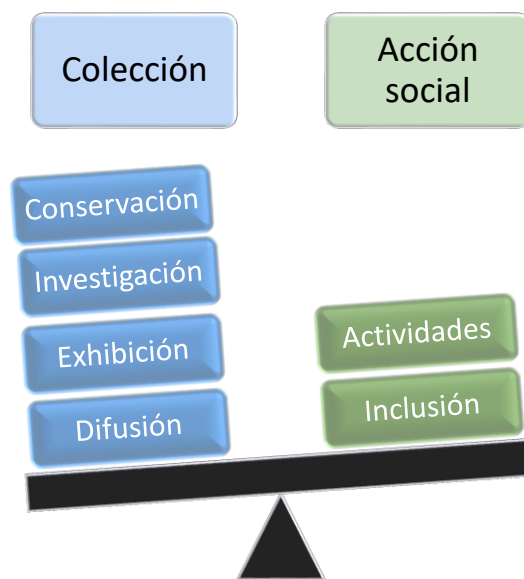 Colección
Acción
social
Conservación
Investigación
Exhibición
Difusión
Actividades
Inclusión